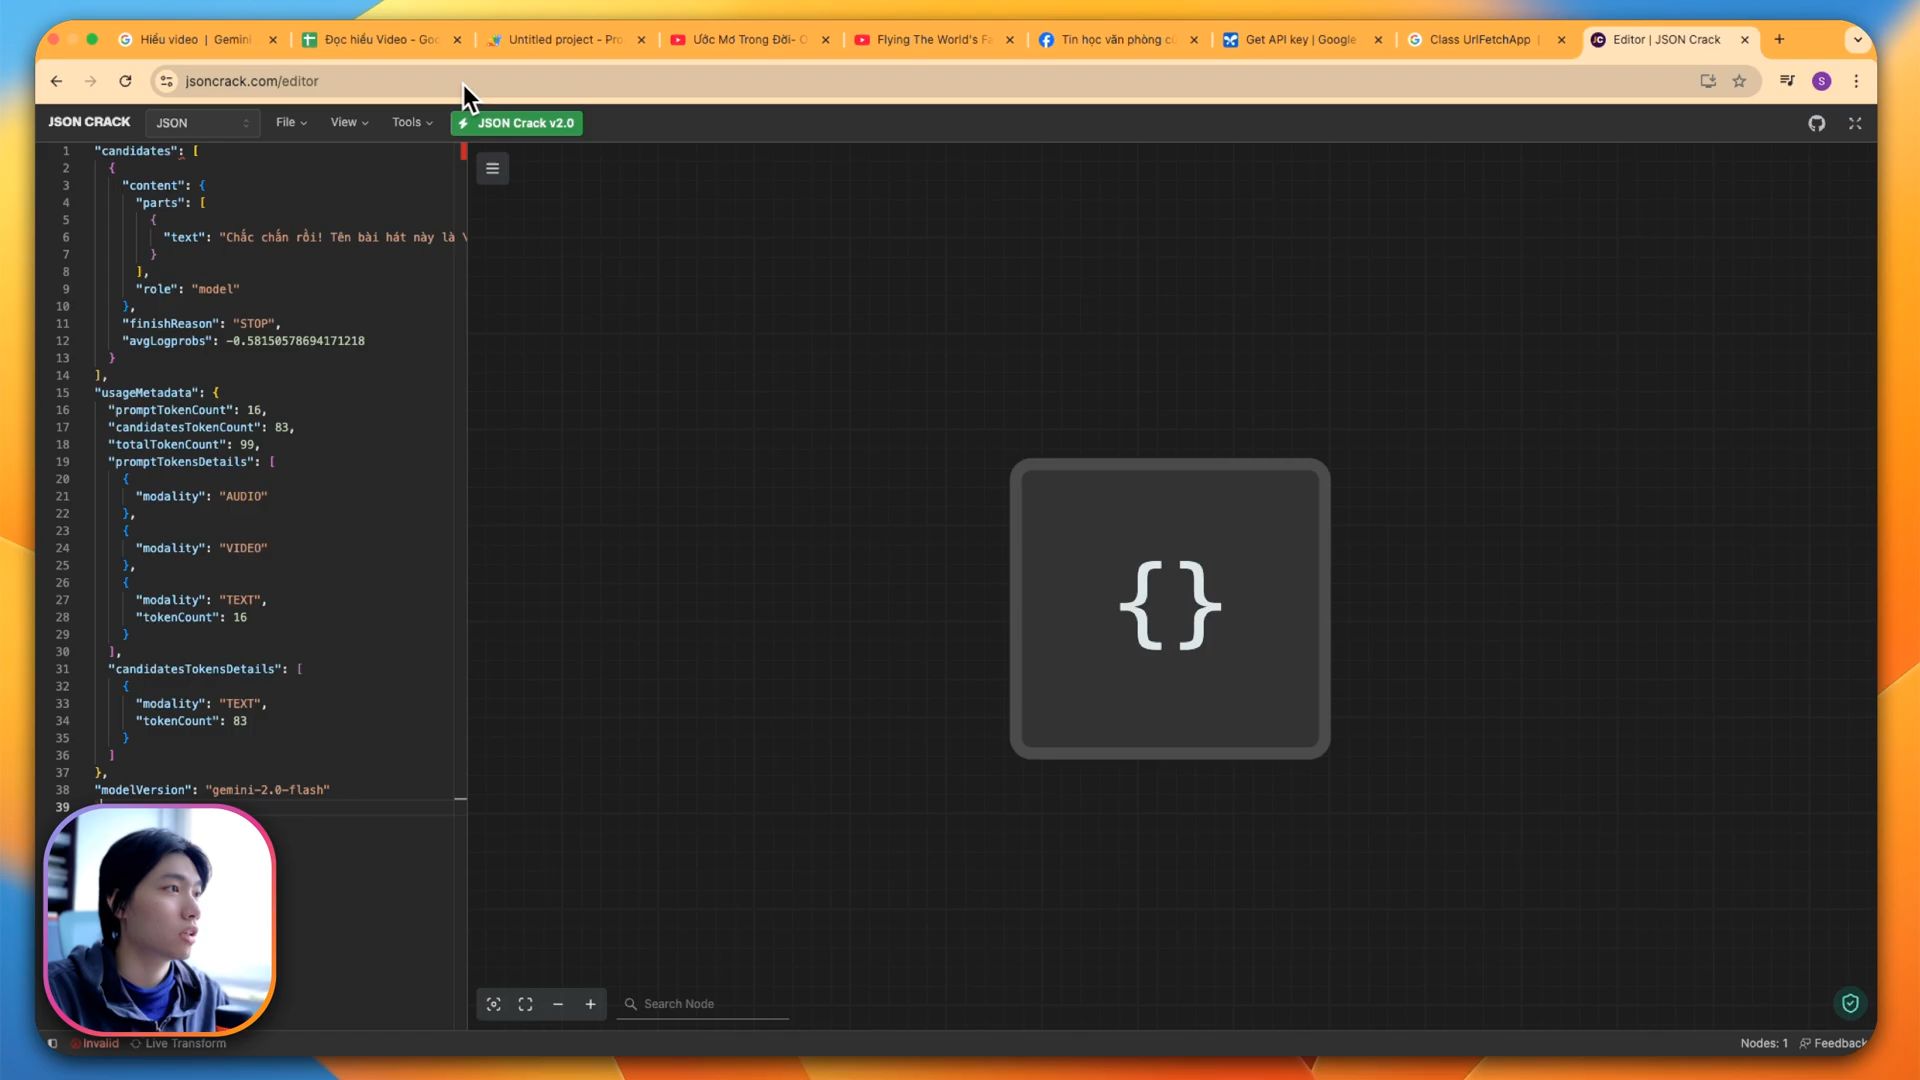 Hiểu video | Gemini
Đọc hiểu Video - Goo
Untitled project - Pro
Ước Mơ Trong Đời- C
Flying The World's Fa
Tin học văn phòng c
Get API key | Google
Class UrlFetchApp
JC Editor | JSON Crack
jsoncrack.com/editor
S
JSON CRACK
JSON
File
View
Tools
JSON Crack v2.0
1 "candidates": [
2 {
3 "content": {
4 "parts": [
5 {
6 "text": "Chắc chắn rồi! Tên bài hát này là \
7 }
8 ],
9 "role": "model"
10 },
11 "finishReason": "STOP",
12 "avgLogprobs": -0.58150578694171218
13 }
14 ],
15 "usageMetadata": {
16 "promptTokenCount": 16,
17 "candidatesTokenCount": 83,
18 "totalTokenCount": 99,
19 "promptTokensDetails": [
20 {
21 "modality": "AUDIO"
22 },
23 {
24 "modality": "VIDEO"
25 },
26 {
27 "modality": "TEXT",
28 "tokenCount": 16
29 }
30 ],
31 "candidatesTokensDetails": [
32 {
33 "modality": "TEXT",
34 "tokenCount": 83
35 }
36 ]
37 },
38 "modelVersion": "gemini-2.0-flash"
39
{}
Search Node
Invalid
Live Transform
Nodes: 1
Feedback